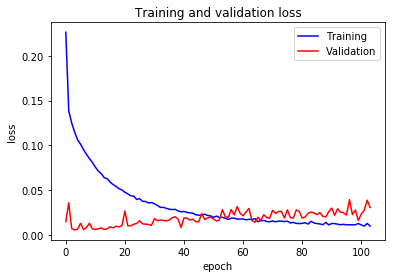 Training and validation loss
Training
Validation
0.20
0.15
0.10
0.05
0.00
loss
0
20
40
60
80
100
epoch